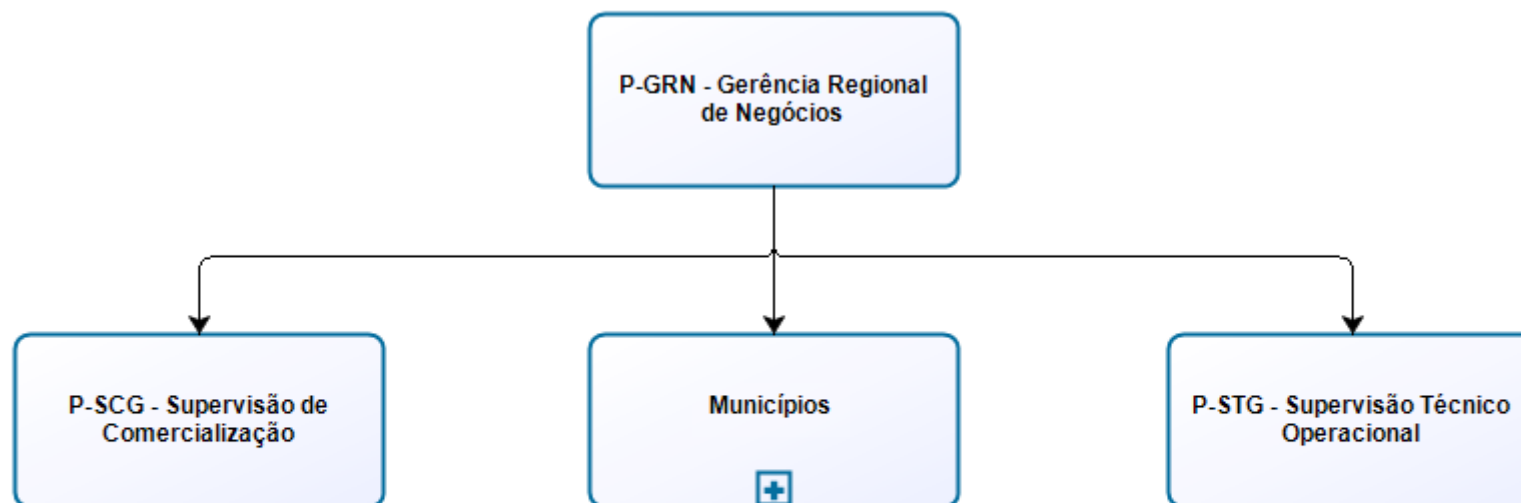 P-GRN - Gerência Regional
de Negócios
P-SCG - Supervisão de
Comercialização
Municípios
P-STG - Supervisão Técnico
Operacional